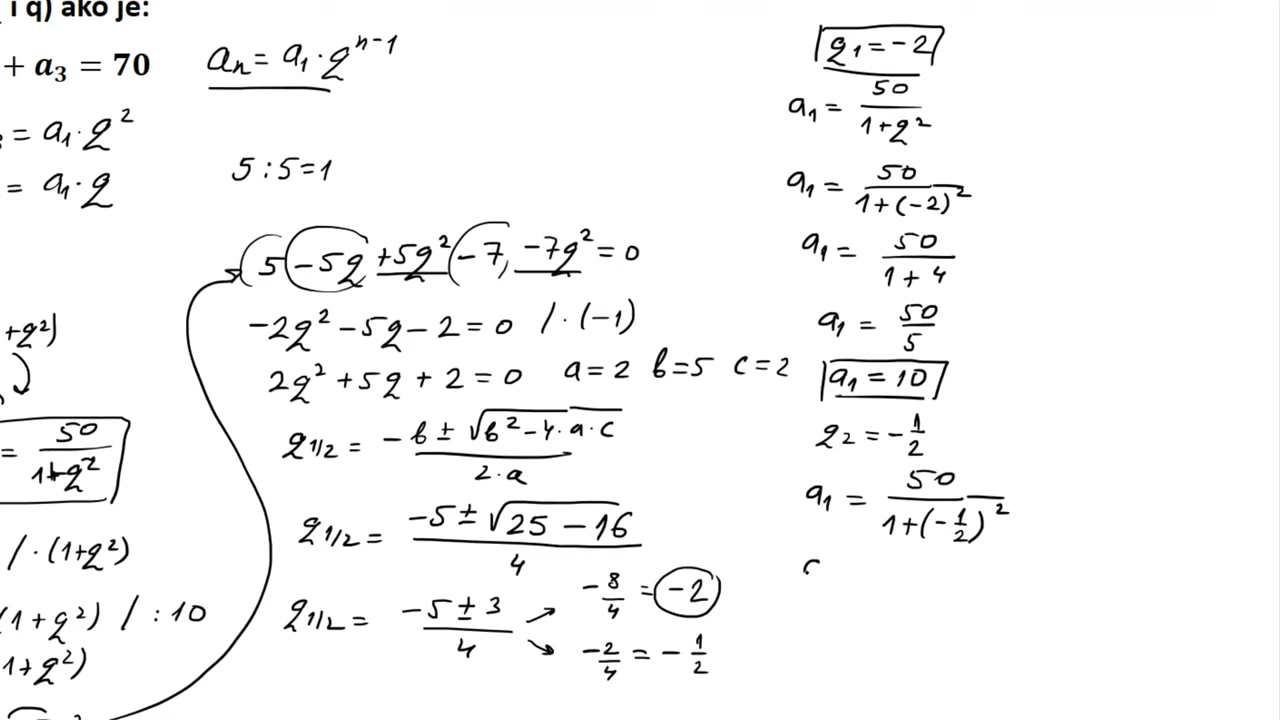 i q) ako je:
+ a₃ = 70
aₙ = a₁ · qⁿ⁻¹
= a₁ · q²
= a₁ · q
5 : 5 = 1
5 - 5q + 5q² - 7 - 7q² = 0
-2q² - 5q - 2 = 0 / · (-1)
2q² + 5q + 2 = 0 a = 2 b = 5 c = 2
q₁/₂ = (-b ± √(b² - 4 · a · c)) / (2 · a)
q₁/₂ = (-5 ± √(25 - 16)) / 4
q₁/₂ = (-5 ± 3) / 4
-8/4 = -2
-2/4 = -1/2
+q²)
= 50 / (1+q²)
/ · (1+q²)
(1+q²) / : 10
1+q²)
q₁ = -2
a₁ = 50 / (1+q²)
a₁ = 50 / (1+(-2)²)
a₁ = 50 / (1+4)
a₁ = 50/5
a₁ = 10
q₂ = -1/2
a₁ = 50 / (1+(-1/2)²)